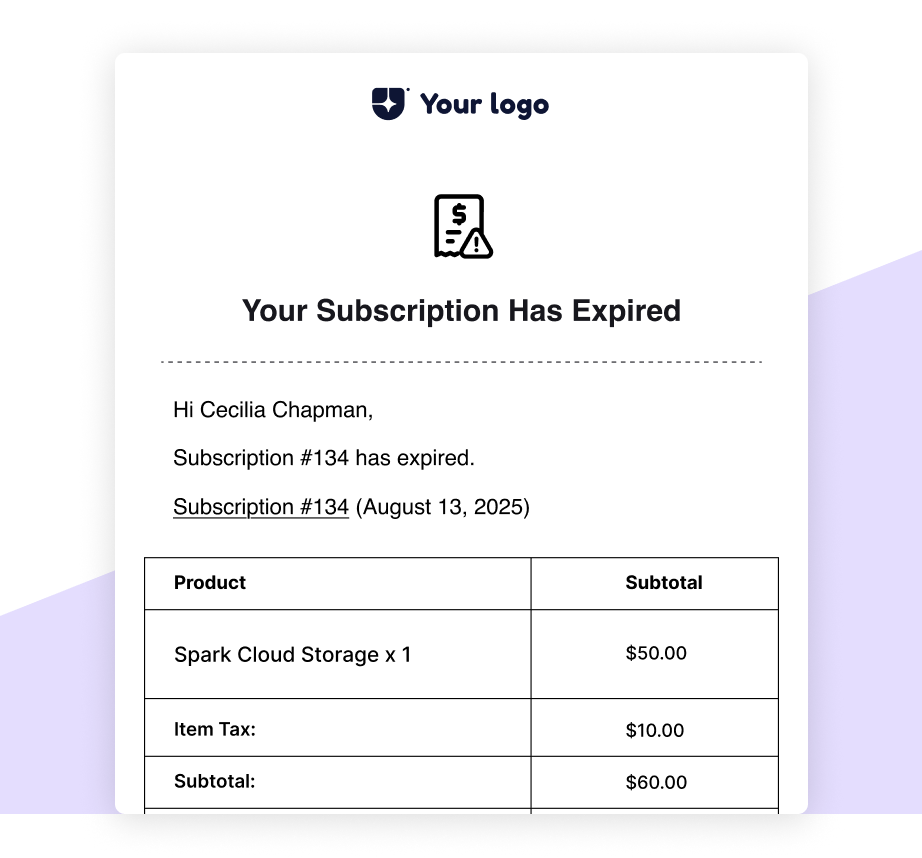 Your logo
$
!
Your Subscription Has Expired
Hi Cecilia Chapman,
Subscription #134 has expired.
Subscription #134 (August 13, 2025)
Product Subtotal
Spark Cloud Storage x 1 $50.00
Item Tax: $10.00
Subtotal: $60.00